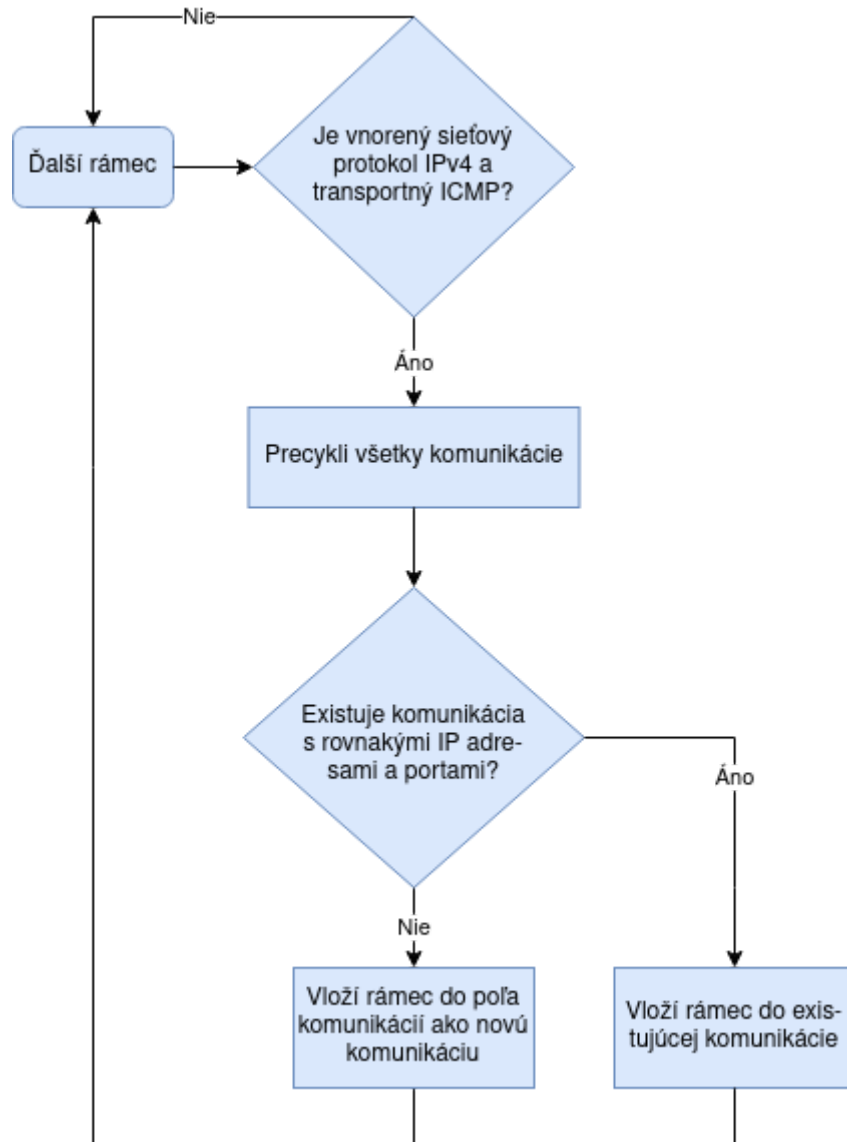 Nie
Ďalší rámec
Je vnorený sieťový
protokol IPv4 a
transportný ICMP?
Áno
Precykli všetky komunikácie
Existuje komunikácia
s rovnakými IP adre-
sami a portami?
Áno
Nie
Vloží rámec do poľa
komunikácií ako novú
komunikáciu
Vloží rámec do exis-
tujúcej komunikácie